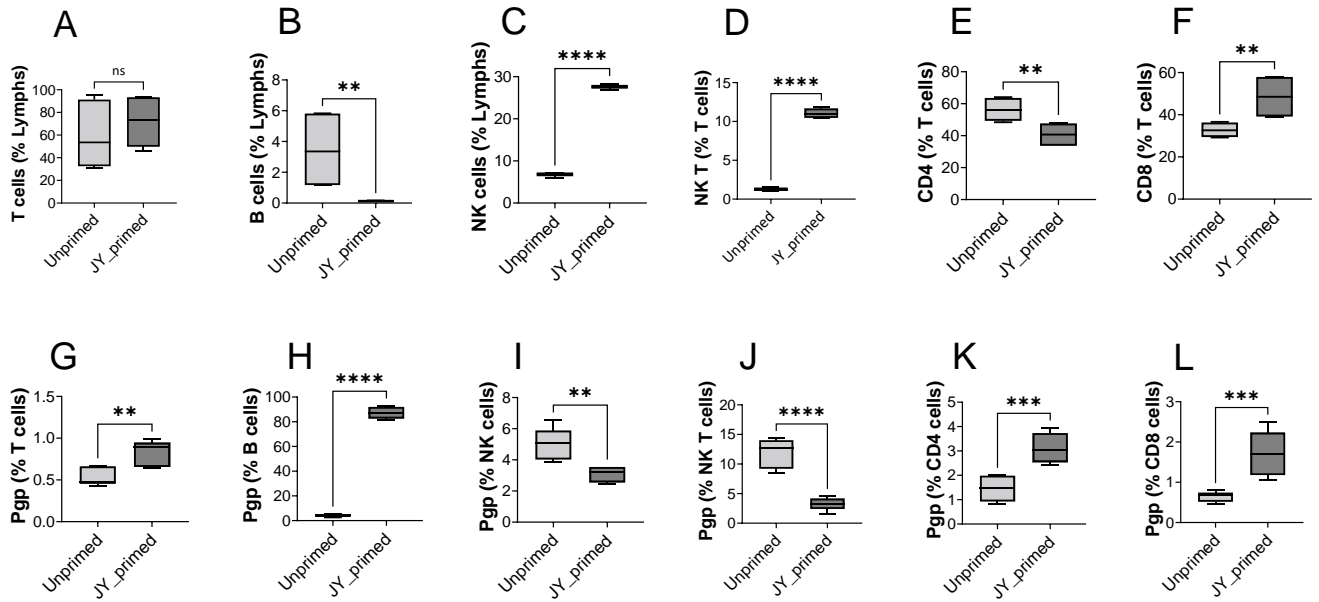 A
T cells (% Lymphs)
100
80
60
40
20
0
ns
Unprimed
JY_primed
B
B cells (% Lymphs)
8
6
4
2
0
**
Unprimed
JY_primed
C
NK cells (% Lymphs)
30
20
10
0
****
Unprimed
JY_primed
D
NK T (% T cells)
15
10
5
0
****
Unprimed
JY_primed
E
CD4 (% T cells)
80
60
40
20
0
**
Unprimed
JY_primed
F
CD8 (% T cells)
60
40
20
0
**
Unprimed
JY_primed
G
Pgp (% T cells)
1.5
1.0
0.5
0.0
**
Unprimed
JY_primed
H
Pgp (% B cells)
100
80
60
40
20
0
****
Unprimed
JY_primed
I
Pgp (% NK cells)
8
6
4
2
0
**
Unprimed
JY_primed
J
Pgp (% NK T cells)
20
15
10
5
0
****
Unprimed
JY_primed
K
Pgp (% CD4 cells)
5
4
3
2
1
0
***
Unprimed
JY_primed
L
Pgp (% CD8 cells)
3
2
1
0
***
Unprimed
JY_primed